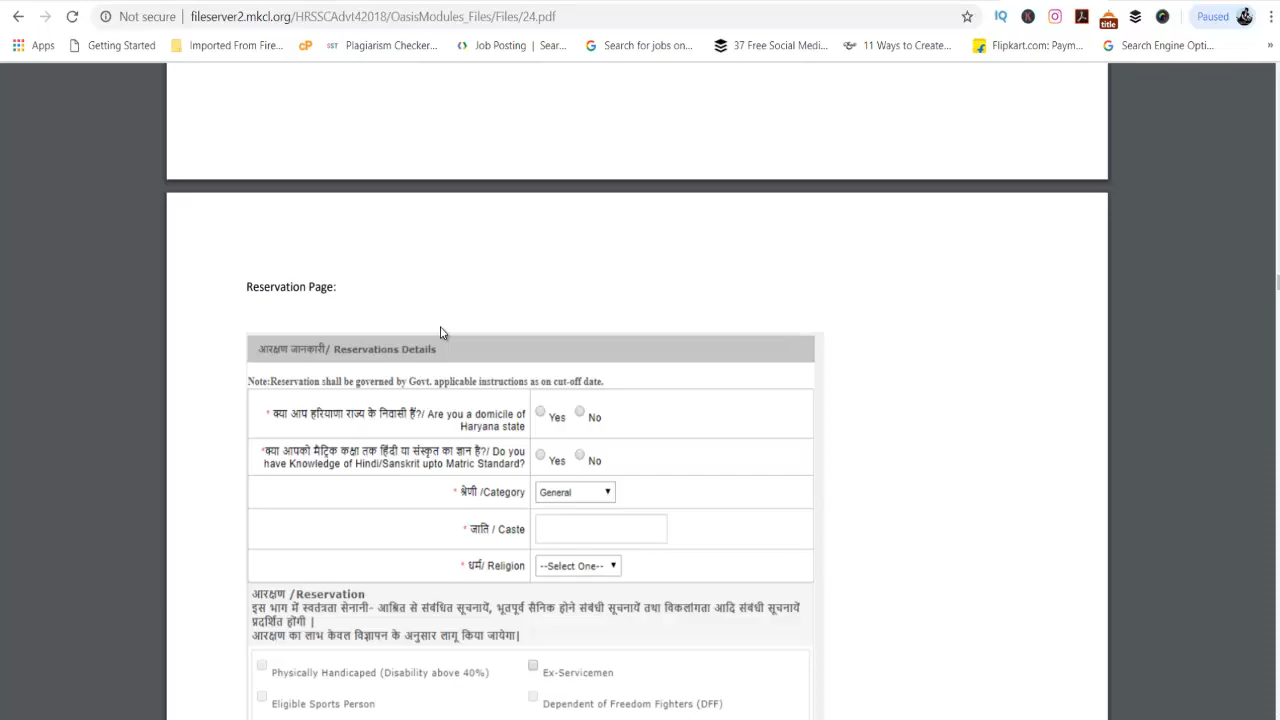 Not secure | fileserver2.mkcl.org/HRSSCAdvt42018/OasisModules_Files/Files/24.pdf
IQ
title
Paused
Apps
Getting Started
Imported From Fire...
cP
SST
Plagiarism Checker...
Job Posting | Sear...
Search for jobs on...
37 Free Social Medi...
11 Ways to Create...
Flipkart.com: Paym...
Search Engine Opti...
»
Reservation Page:
आरक्षण जानकारी/ Reservations Details
Note:Reservation shall be governed by Govt. applicable instructions as on cut-off date.
* क्या आप हरियाणा राज्य के निवासी हैं?/ Are you a domicile of
Haryana state
Yes No
*क्या आपको मैट्रिक कक्षा तक हिंदी या संस्कृत का ज्ञान है?/ Do you
have Knowledge of Hindi/Sanskrit upto Matric Standard?
Yes No
* श्रेणी /Category
General
* जाति / Caste
* धर्म/ Religion
--Select One--
आरक्षण /Reservation
इस भाग में स्वतंत्रता सेनानी- आश्रित से संबंधित सूचनायें, भूतपूर्व सैनिक होने संबंधी सूचनायें तथा विकलांगता आदि संबंधी सूचनायें
प्रदर्शित होंगी |
आरक्षण का लाभ केवल विज्ञापन के अनुसार लागू किया जायेगा|
Physically Handicaped (Disability above 40%)
Ex-Servicemen
Eligible Sports Person
Dependent of Freedom Fighters (DFF)